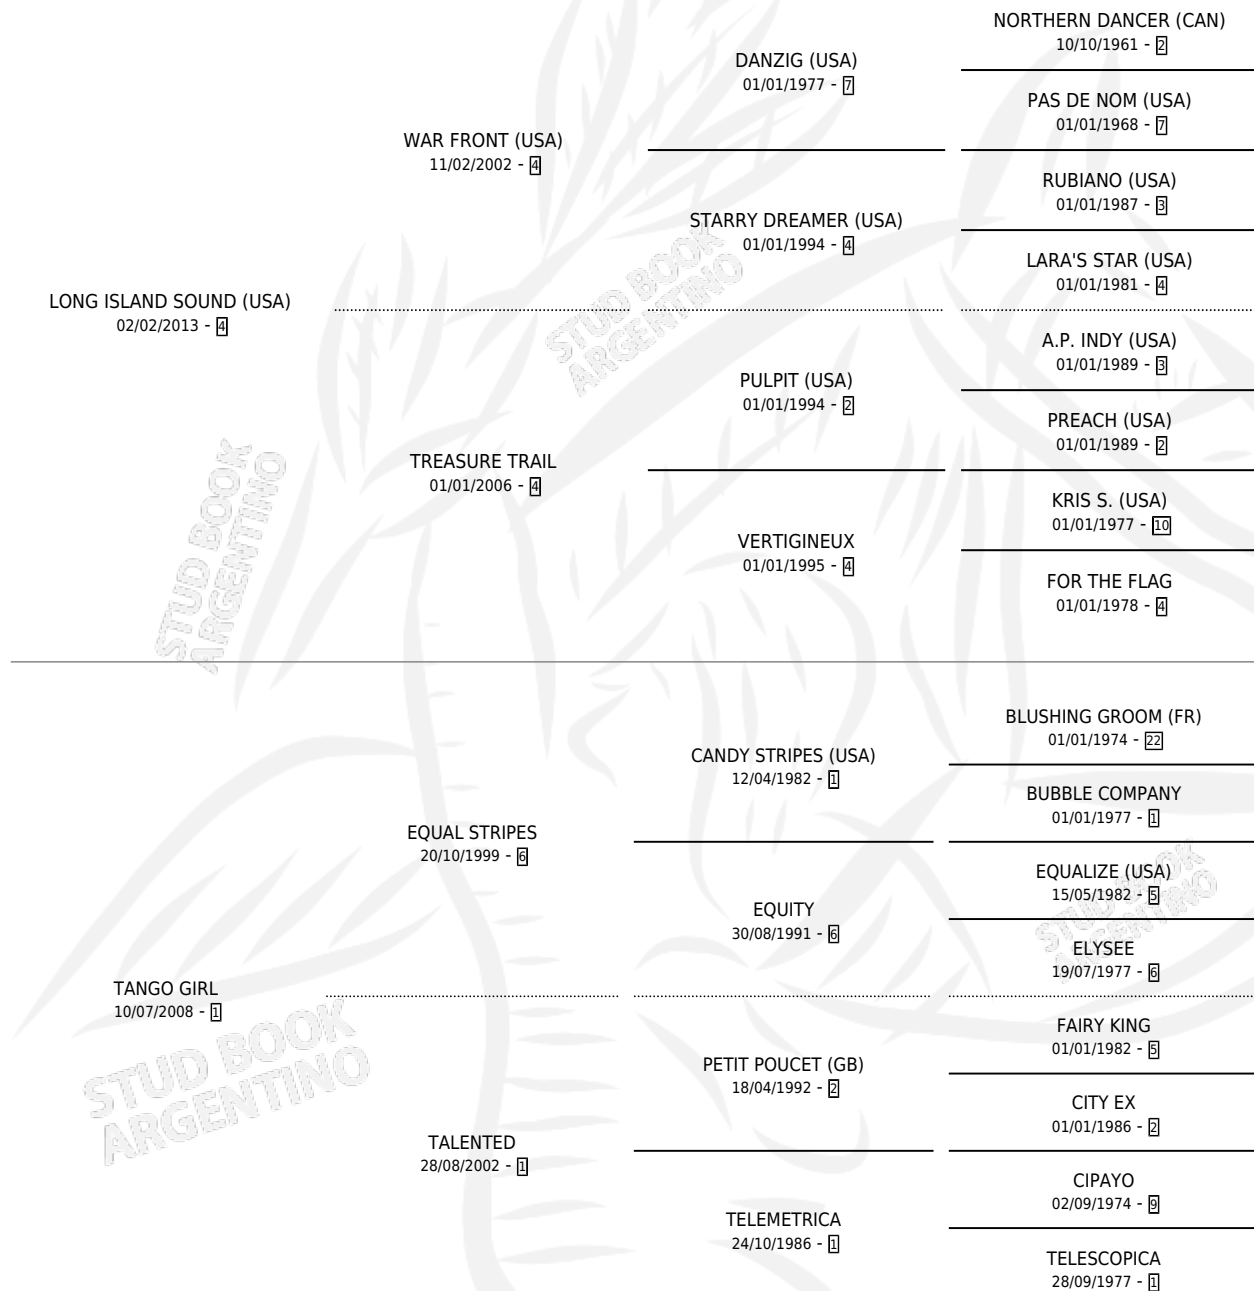 NORTHERN DANCER (CAN)
10/10/1961 - 2
DANZIG (USA)
01/01/1977 - 7
PAS DE NOM (USA)
01/01/1968 - 7
WAR FRONT (USA)
11/02/2002 - 4
RUBIANO (USA)
01/01/1987 - 3
STARRY DREAMER (USA)
01/01/1994 - 4
LARA'S STAR (USA)
01/01/1981 - 4
LONG ISLAND SOUND (USA)
02/02/2013 - 4
A.P. INDY (USA)
01/01/1989 - 3
PULPIT (USA)
01/01/1994 - 2
PREACH (USA)
01/01/1989 - 2
TREASURE TRAIL
01/01/2006 - 4
KRIS S. (USA)
01/01/1977 - 10
VERTIGINEUX
01/01/1995 - 4
FOR THE FLAG
01/01/1978 - 4
BLUSHING GROOM (FR)
01/01/1974 - 22
CANDY STRIPES (USA)
12/04/1982 - 1
BUBBLE COMPANY
01/01/1977 - 1
EQUAL STRIPES
20/10/1999 - 6
EQUALIZE (USA)
15/05/1982 - 5
EQUITY
30/08/1991 - 6
ELYSEE
19/07/1977 - 6
TANGO GIRL
10/07/2008 - 1
FAIRY KING
01/01/1982 - 5
PETIT POUCET (GB)
18/04/1992 - 2
CITY EX
01/01/1986 - 2
TALENTED
28/08/2002 - 1
CIPAYO
02/09/1974 - 9
TELEMETRICA
24/10/1986 - 1
TELESCOPICA
28/09/1977 - 1
STUD BOOK
ARGENTINO
STUD BOOK
ARGENTINO
STUD BOOK
ARGENTINO
STUD BOOK
ARGENTINO